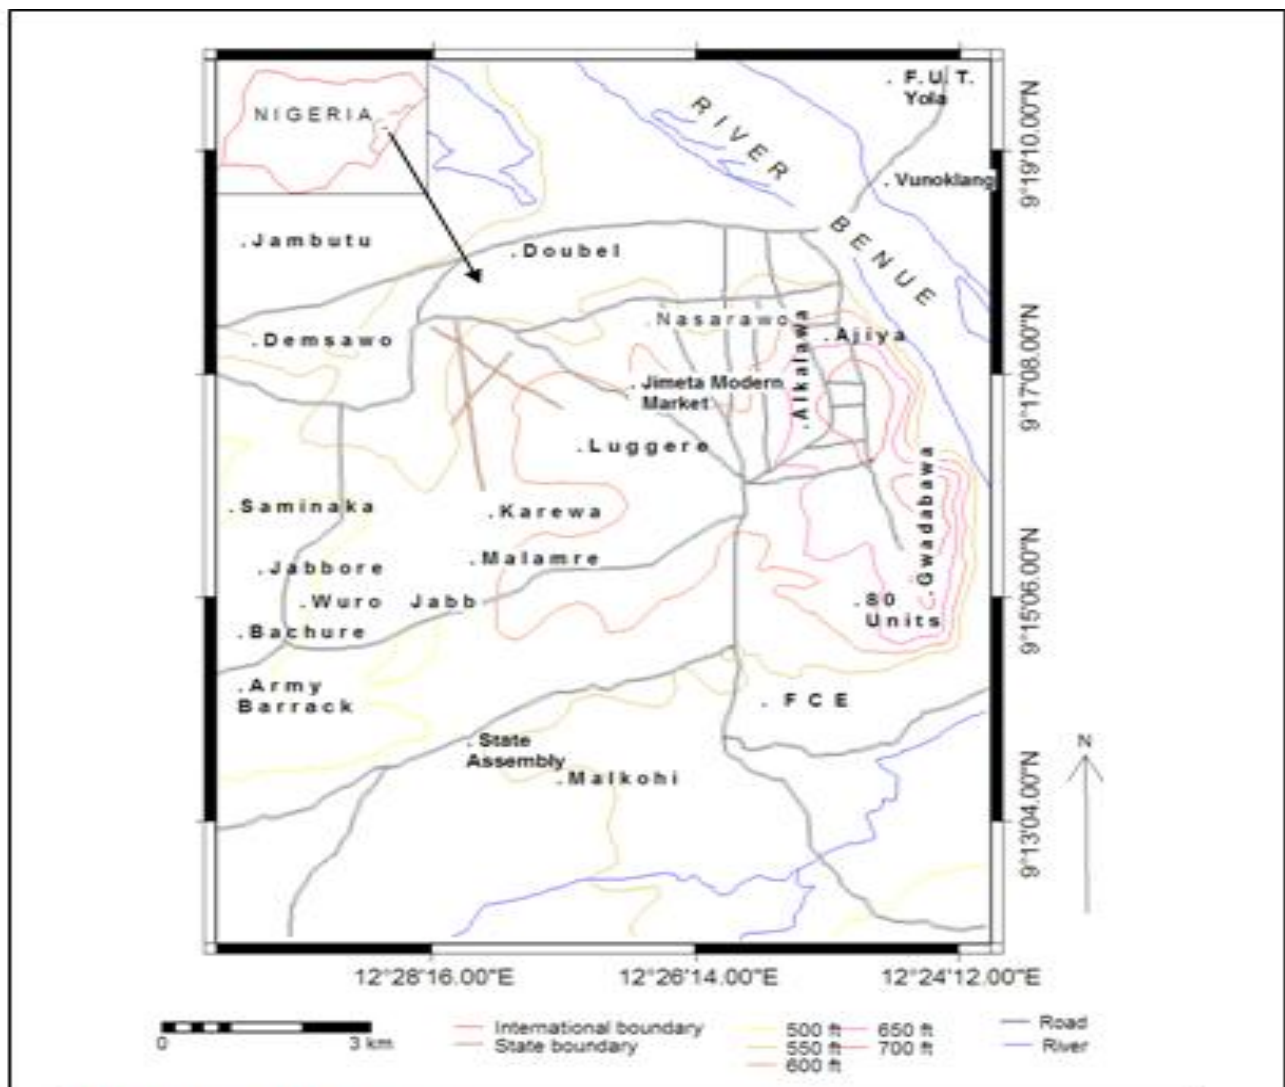 F. U. T.
Yola
NIGERIA
RIVER
Vunoklang
Jambutu
Doubel
BENUE
Nasarawo
Demsawo
Alkalawa
Ajiya
Jimeta Modern
Market
Luggere
Gwadabawa
Saminaka
Karewa
Malamre
Jabbore
Wuro Jabb
80
Units
Bachure
Army
Barrack
FCE
State
Assembly
Malkohi
N
9°19'10.00"N
9°17'08.00"N
9°15'06.00"N
9°13'04.00"N
12°28'16.00"E
12°26'14.00"E
12°24'12.00"E
0 3 km
International boundary
State boundary
500 ft
550 ft
600 ft
650 ft
700 ft
Road
River